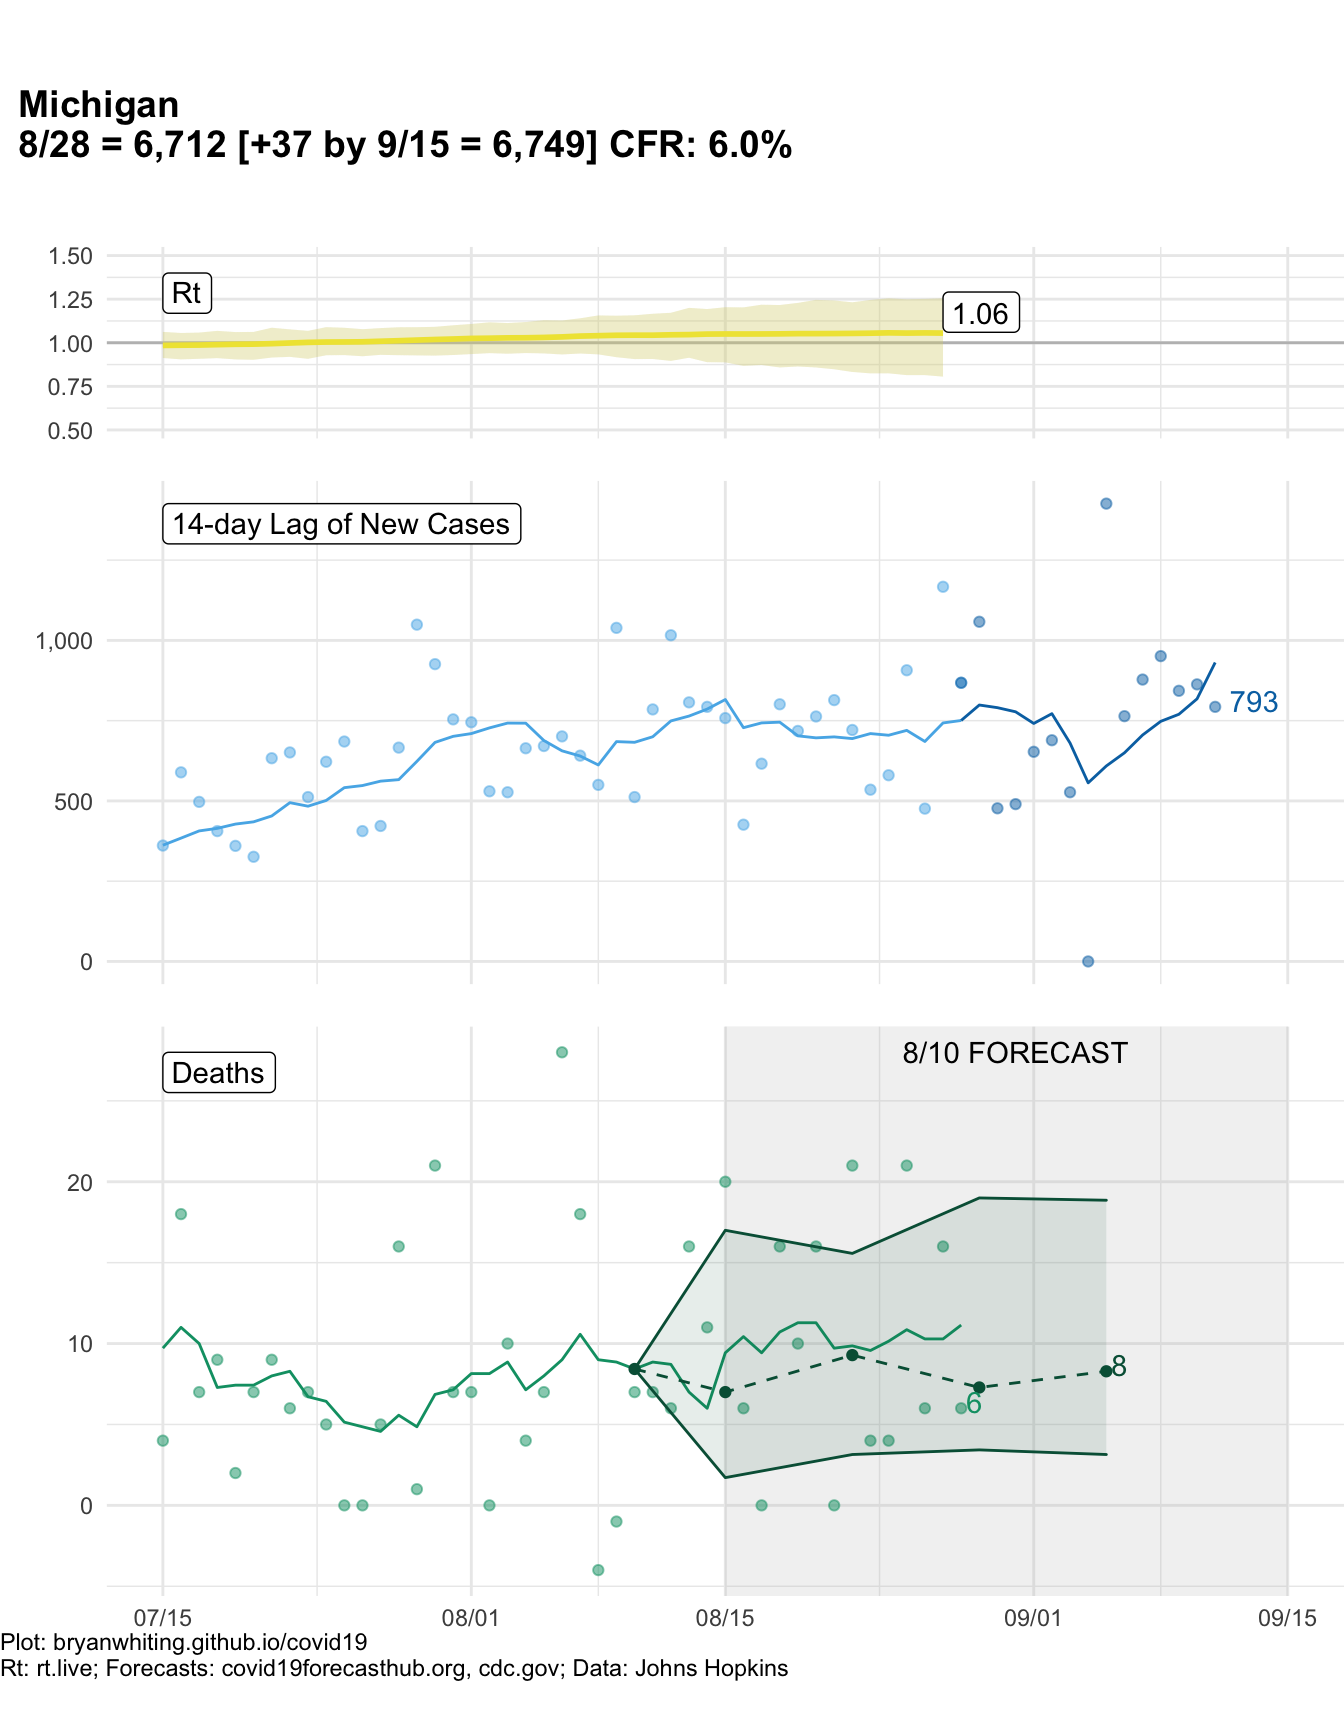 Michigan
8/28 = 6,712 [+37 by 9/15 = 6,749] CFR: 6.0%
1.50
1.25
1.00
0.75
0.50
Rt
1.06
14-day Lag of New Cases
1,000
500
0
793
Deaths
8/10 FORECAST
20
10
0
8
6
07/15 08/01 08/15 09/01 09/15
Plot: bryanwhiting.github.io/covid19
Rt: rt.live; Forecasts: covid19forecasthub.org, cdc.gov; Data: Johns Hopkins